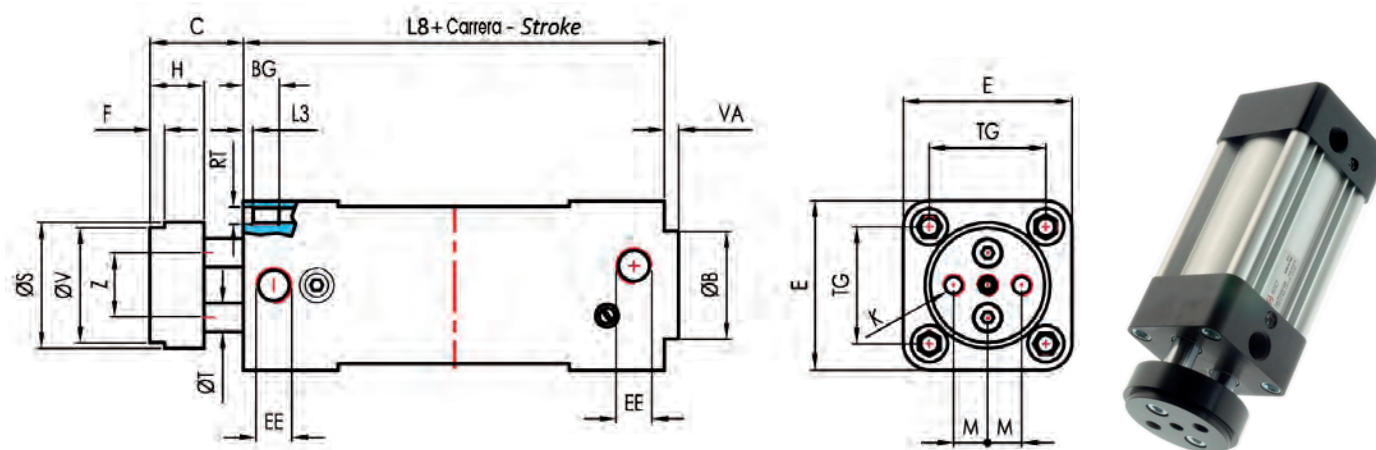 C
L8 + Carrera - Stroke
H
BG
E
F
L3
VA
TG
RT
ØS
ØV
Z
ØB
E
TG
K
ØT
EE
EE
M
M